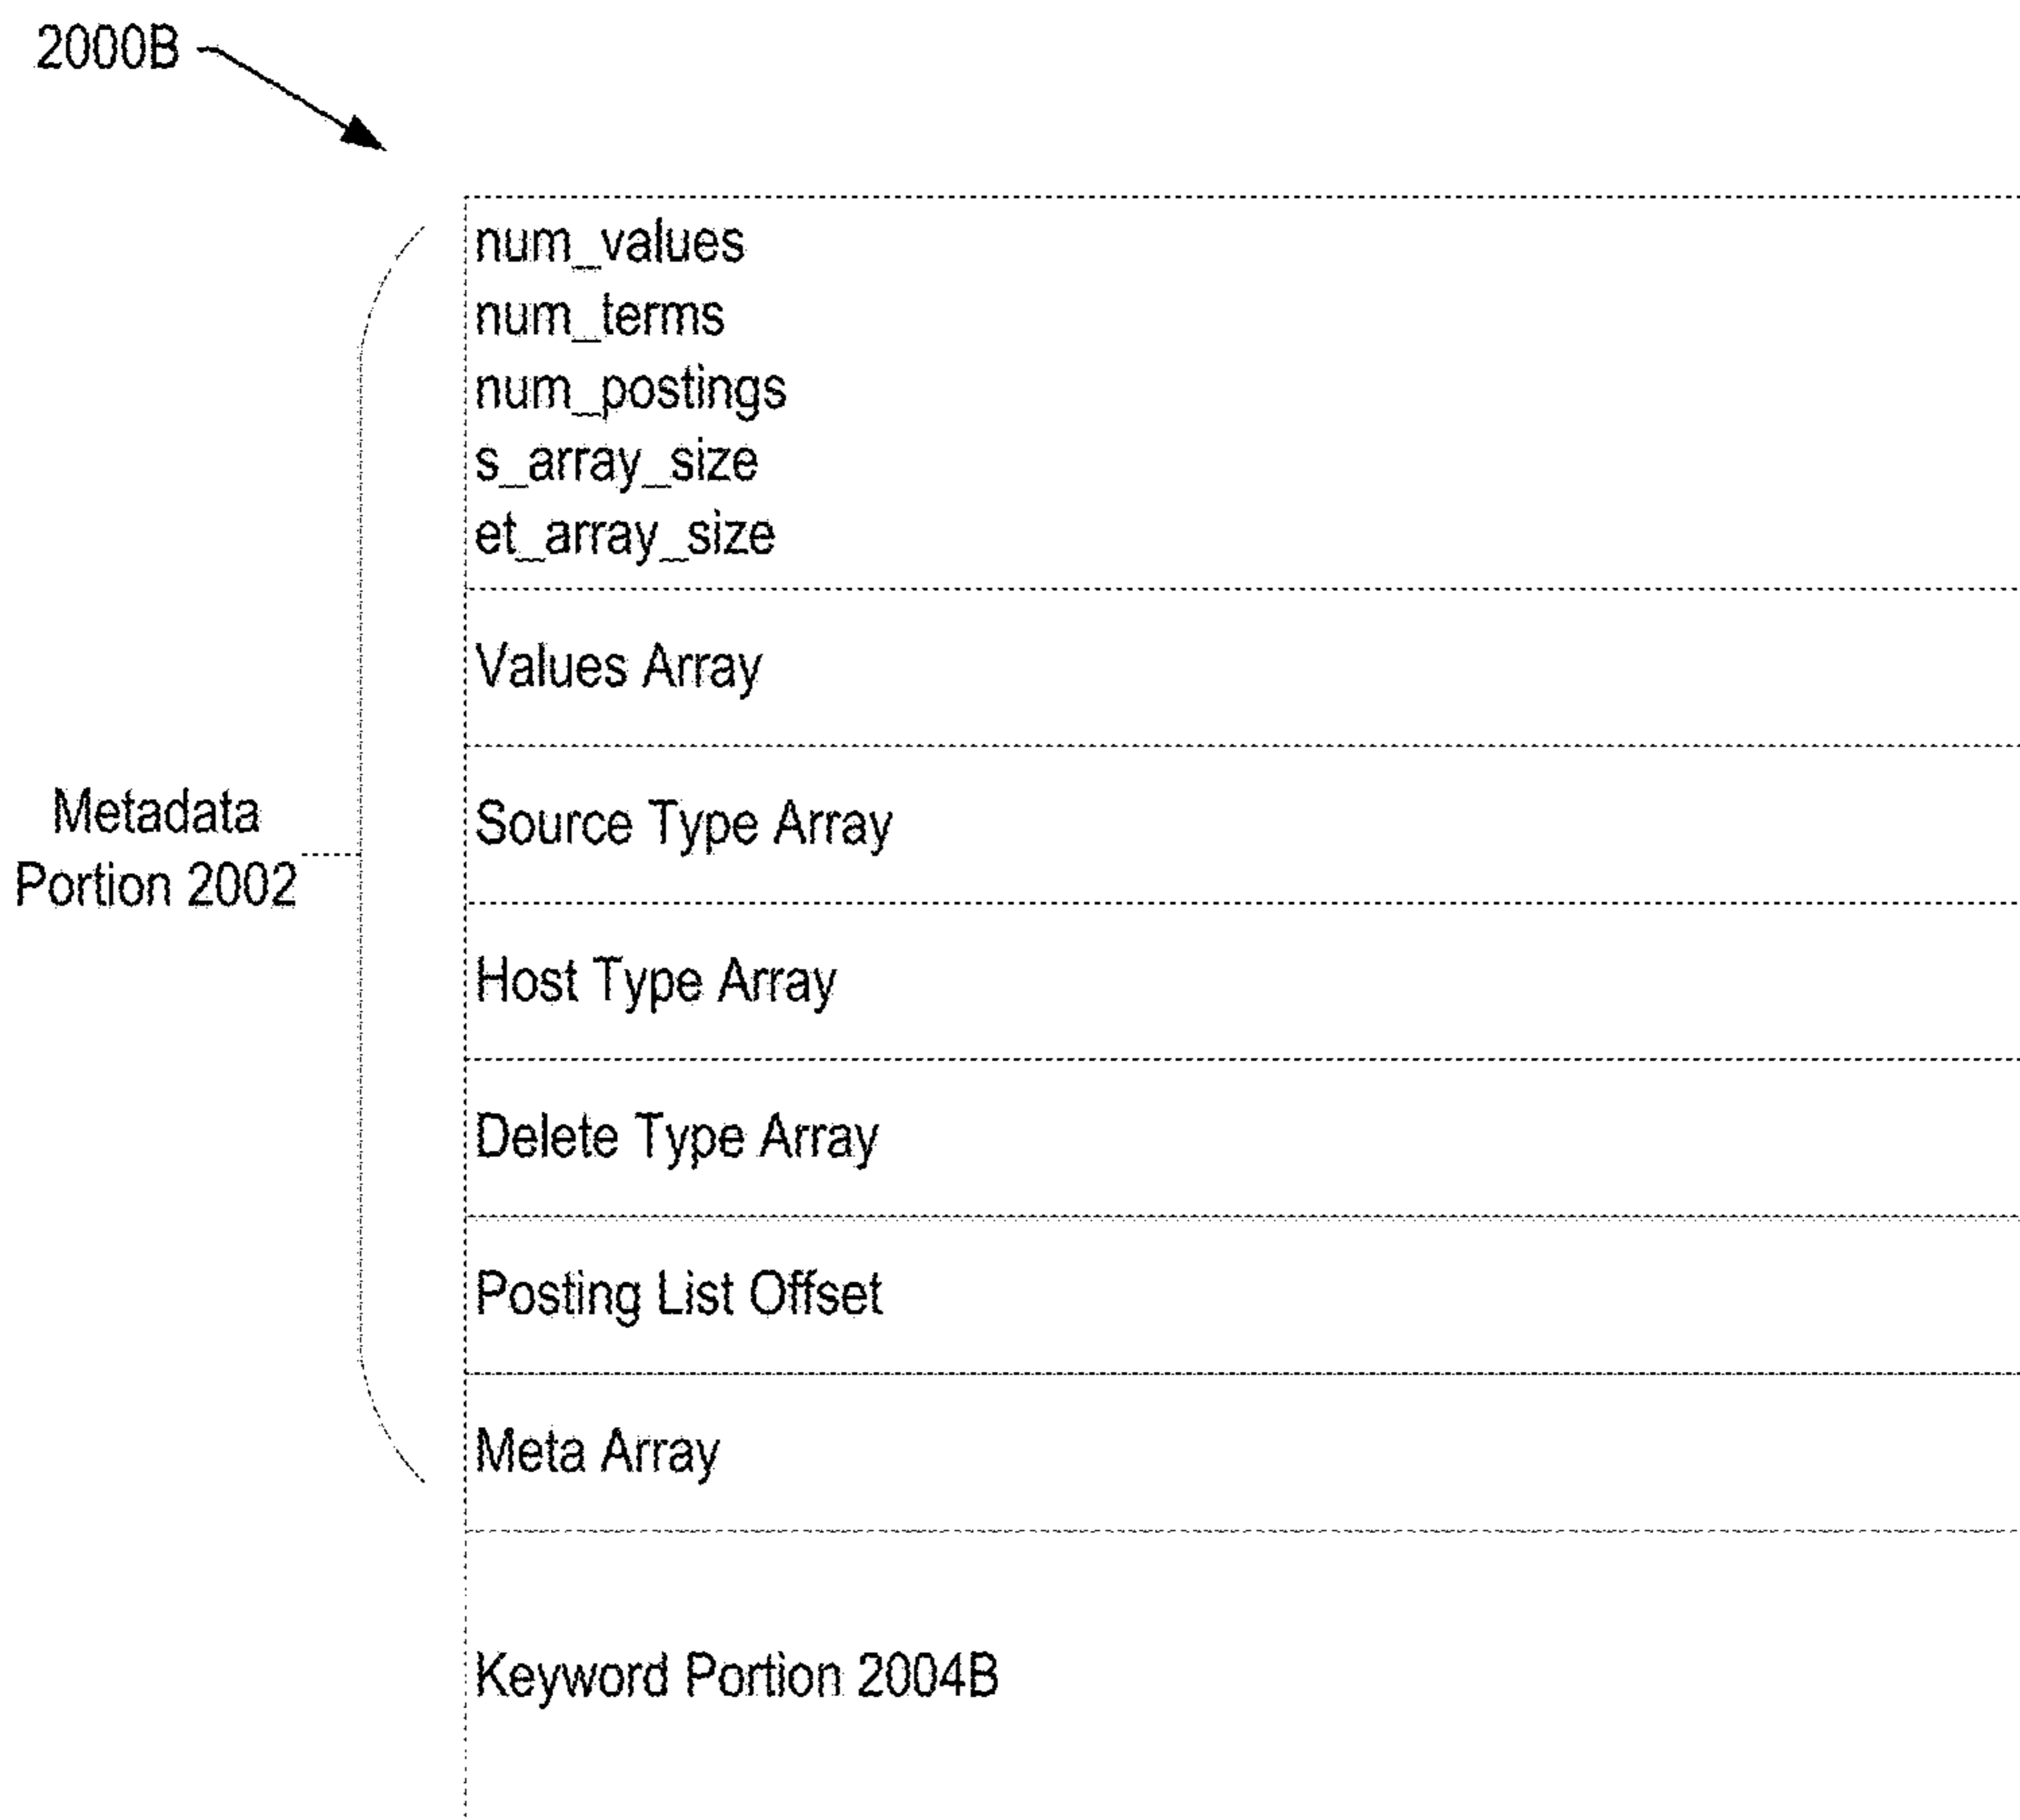 2000B
num_values
num_terms
num_postings
s_array_size
et_array_size
Values Array
Source Type Array
Metadata
Portion 2002
Host Type Array
Delete Type Array
Posting List Offset
Meta Array
Keyword Portion 2004B